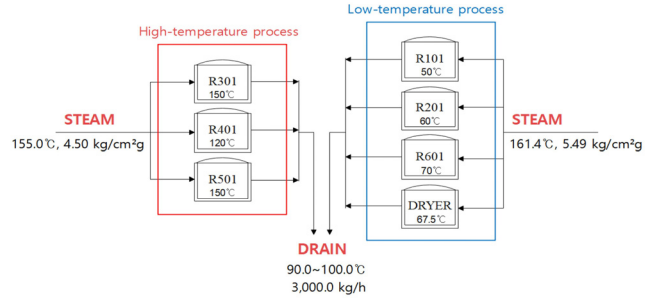 Low-temperature process
High-temperature process
R301
150℃
R401
120℃
R501
150℃
STEAM
155.0℃, 4.50 kg/cm²g
R101
50℃
R201
60℃
R601
70℃
DRYER
67.5℃
STEAM
161.4℃, 5.49 kg/cm²g
DRAIN
90.0~100.0℃
3,000.0 kg/h